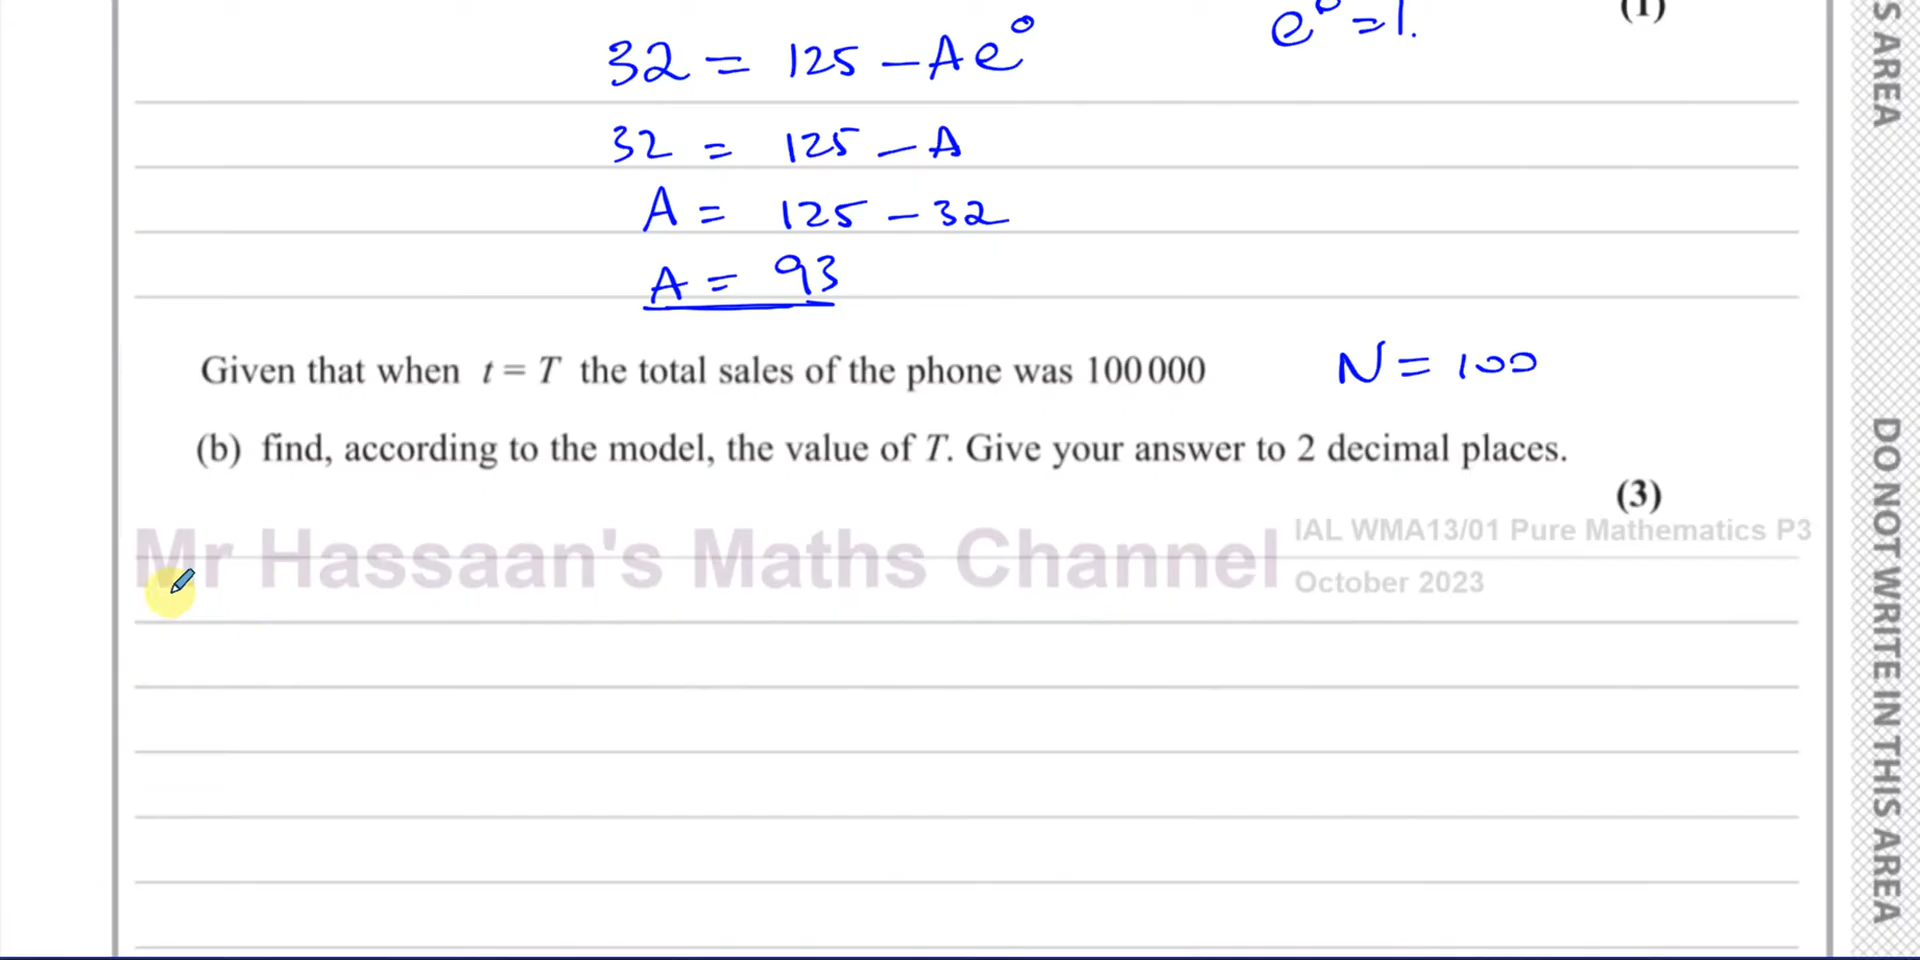 e⁰ = 1.
(1)
32 = 125 - Ae⁰
32 = 125 - A
A = 125 - 32
A = 93
Given that when t = T the total sales of the phone was 100 000
N = 100
(b) find, according to the model, the value of T. Give your answer to 2 decimal places.
(3)
Mr Hassaan's Maths Channel
IAL WMA13/01 Pure Mathematics P3
October 2023
S AREA
DO NOT WRITE IN THIS AREA